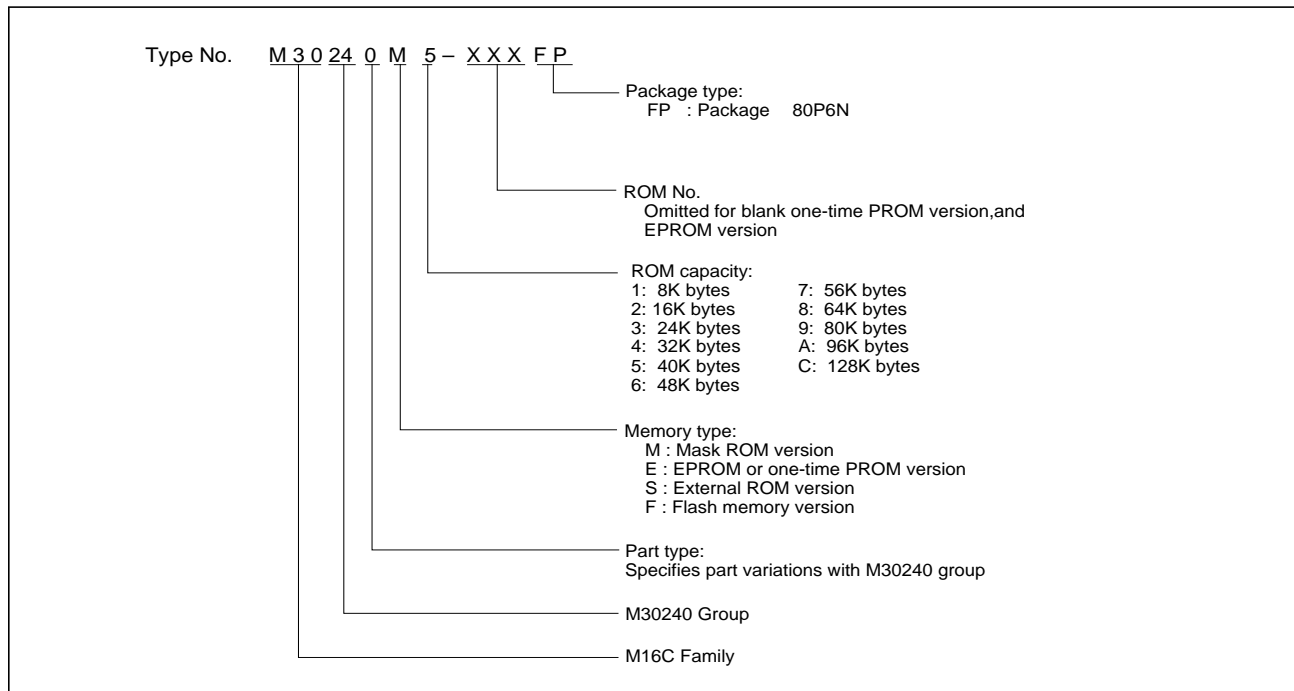 Type No. M 3 0 24 0 M 5 – X X X F P
Package type:
FP : Package 80P6N
ROM No.
Omitted for blank one-time PROM version,and
EPROM version
ROM capacity:
1: 8K bytes 7: 56K bytes
2: 16K bytes 8: 64K bytes
3: 24K bytes 9: 80K bytes
4: 32K bytes A: 96K bytes
5: 40K bytes C: 128K bytes
6: 48K bytes
Memory type:
M : Mask ROM version
E : EPROM or one-time PROM version
S : External ROM version
F : Flash memory version
Part type:
Specifies part variations with M30240 group
M30240 Group
M16C Family